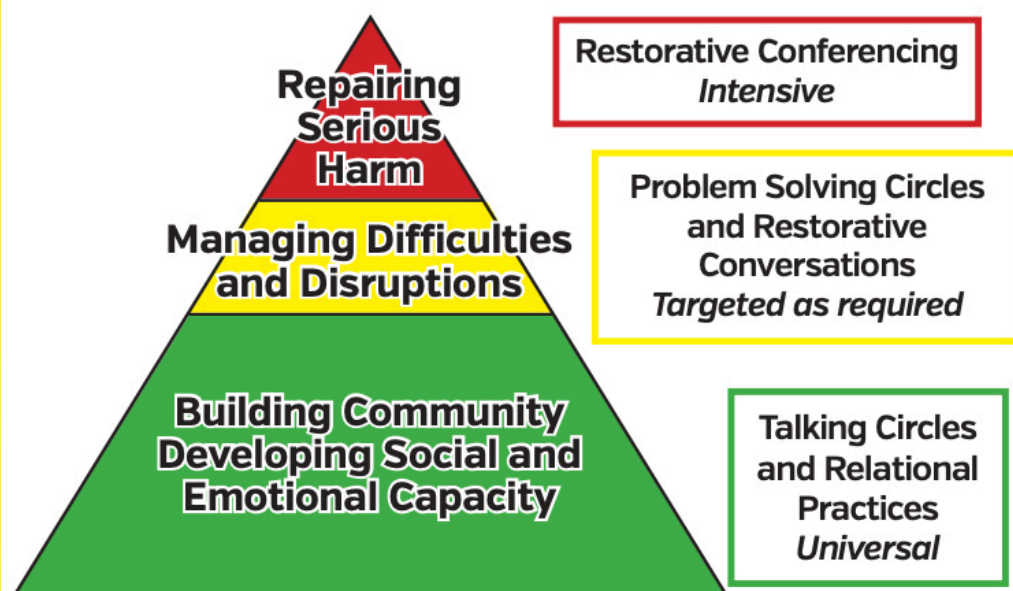 Repairing
Serious
Harm
Restorative Conferencing
Intensive
Managing Difficulties
and Disruptions
Problem Solving Circles
and Restorative
Conversations
Targeted as required
Building Community
Developing Social and
Emotional Capacity
Talking Circles
and Relational
Practices
Universal